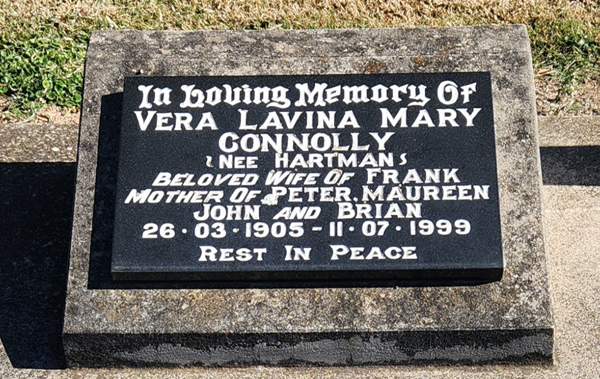 In Loving Memory Of
VERA LAVINA MARY
CONNOLLY
(NEE HARTMAN)
BELOVED WIFE OF FRANK
MOTHER OF PETER, MAUREEN
JOHN AND BRIAN
26·03·1905 - 11·07·1999
REST IN PEACE